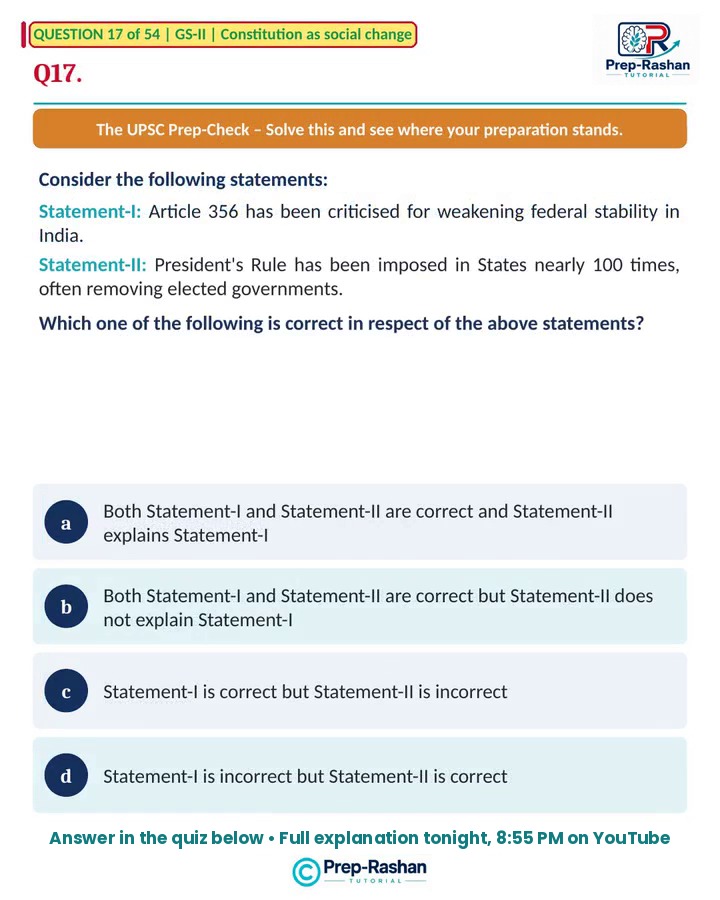 QUESTION 17 of 54 | GS-II | Constitution as social change
Prep-Rashan
TUTORIAL
Q17.
The UPSC Prep-Check – Solve this and see where your preparation stands.
Consider the following statements:
Statement-I: Article 356 has been criticised for weakening federal stability in
India.
Statement-II: President's Rule has been imposed in States nearly 100 times,
often removing elected governments.
Which one of the following is correct in respect of the above statements?
a Both Statement-I and Statement-II are correct and Statement-II
explains Statement-I
b Both Statement-I and Statement-II are correct but Statement-II does
not explain Statement-I
c Statement-I is correct but Statement-II is incorrect
d Statement-I is incorrect but Statement-II is correct
Answer in the quiz below • Full explanation tonight, 8:55 PM on YouTube
© Prep-Rashan
TUTORIAL